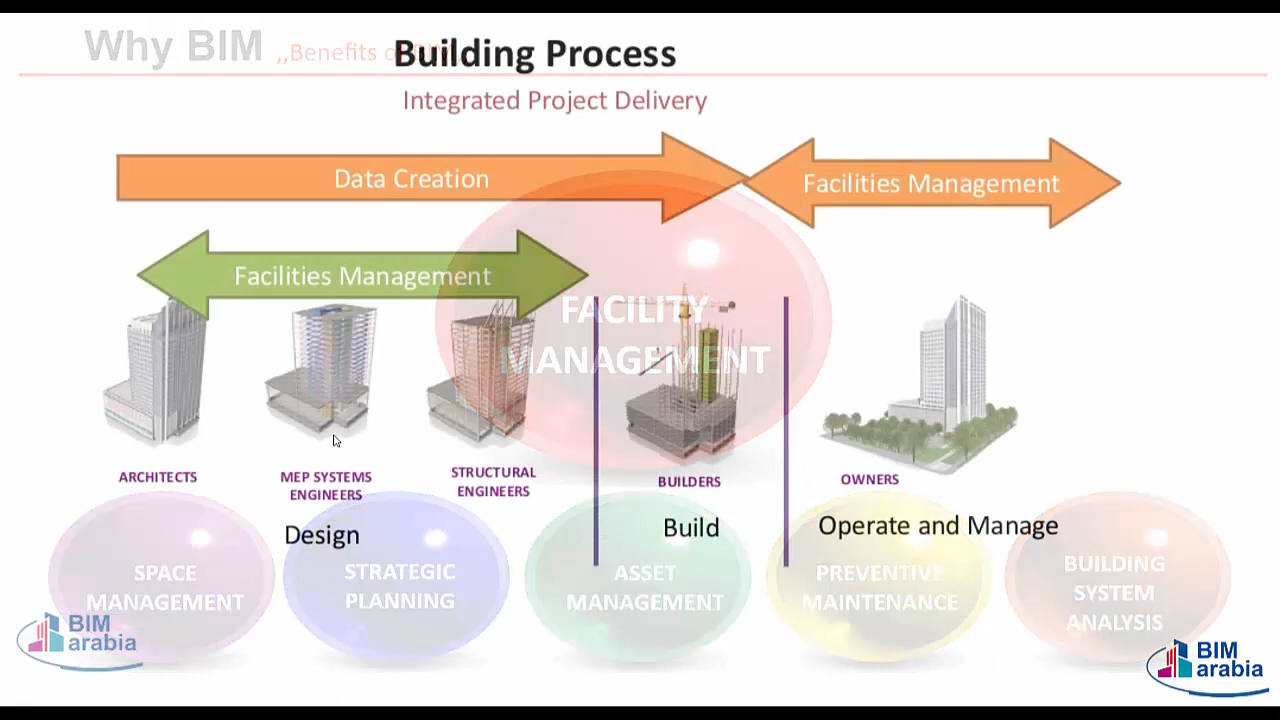 Why BIM ,,Benefits of
Building Process
Integrated Project Delivery
Data Creation
Facilities Management
Facilities Management
FACILITY
MANAGEMENT
ARCHITECTS
MEP SYSTEMS
ENGINEERS
STRUCTURAL
ENGINEERS
BUILDERS
OWNERS
Design
Build
Operate and Manage
SPACE
MANAGEMENT
STRATEGIC
PLANNING
ASSET
MANAGEMENT
PREVENTIVE
MAINTENANCE
BUILDING
SYSTEM
ANALYSIS
BIM
arabia
BIM
arabia